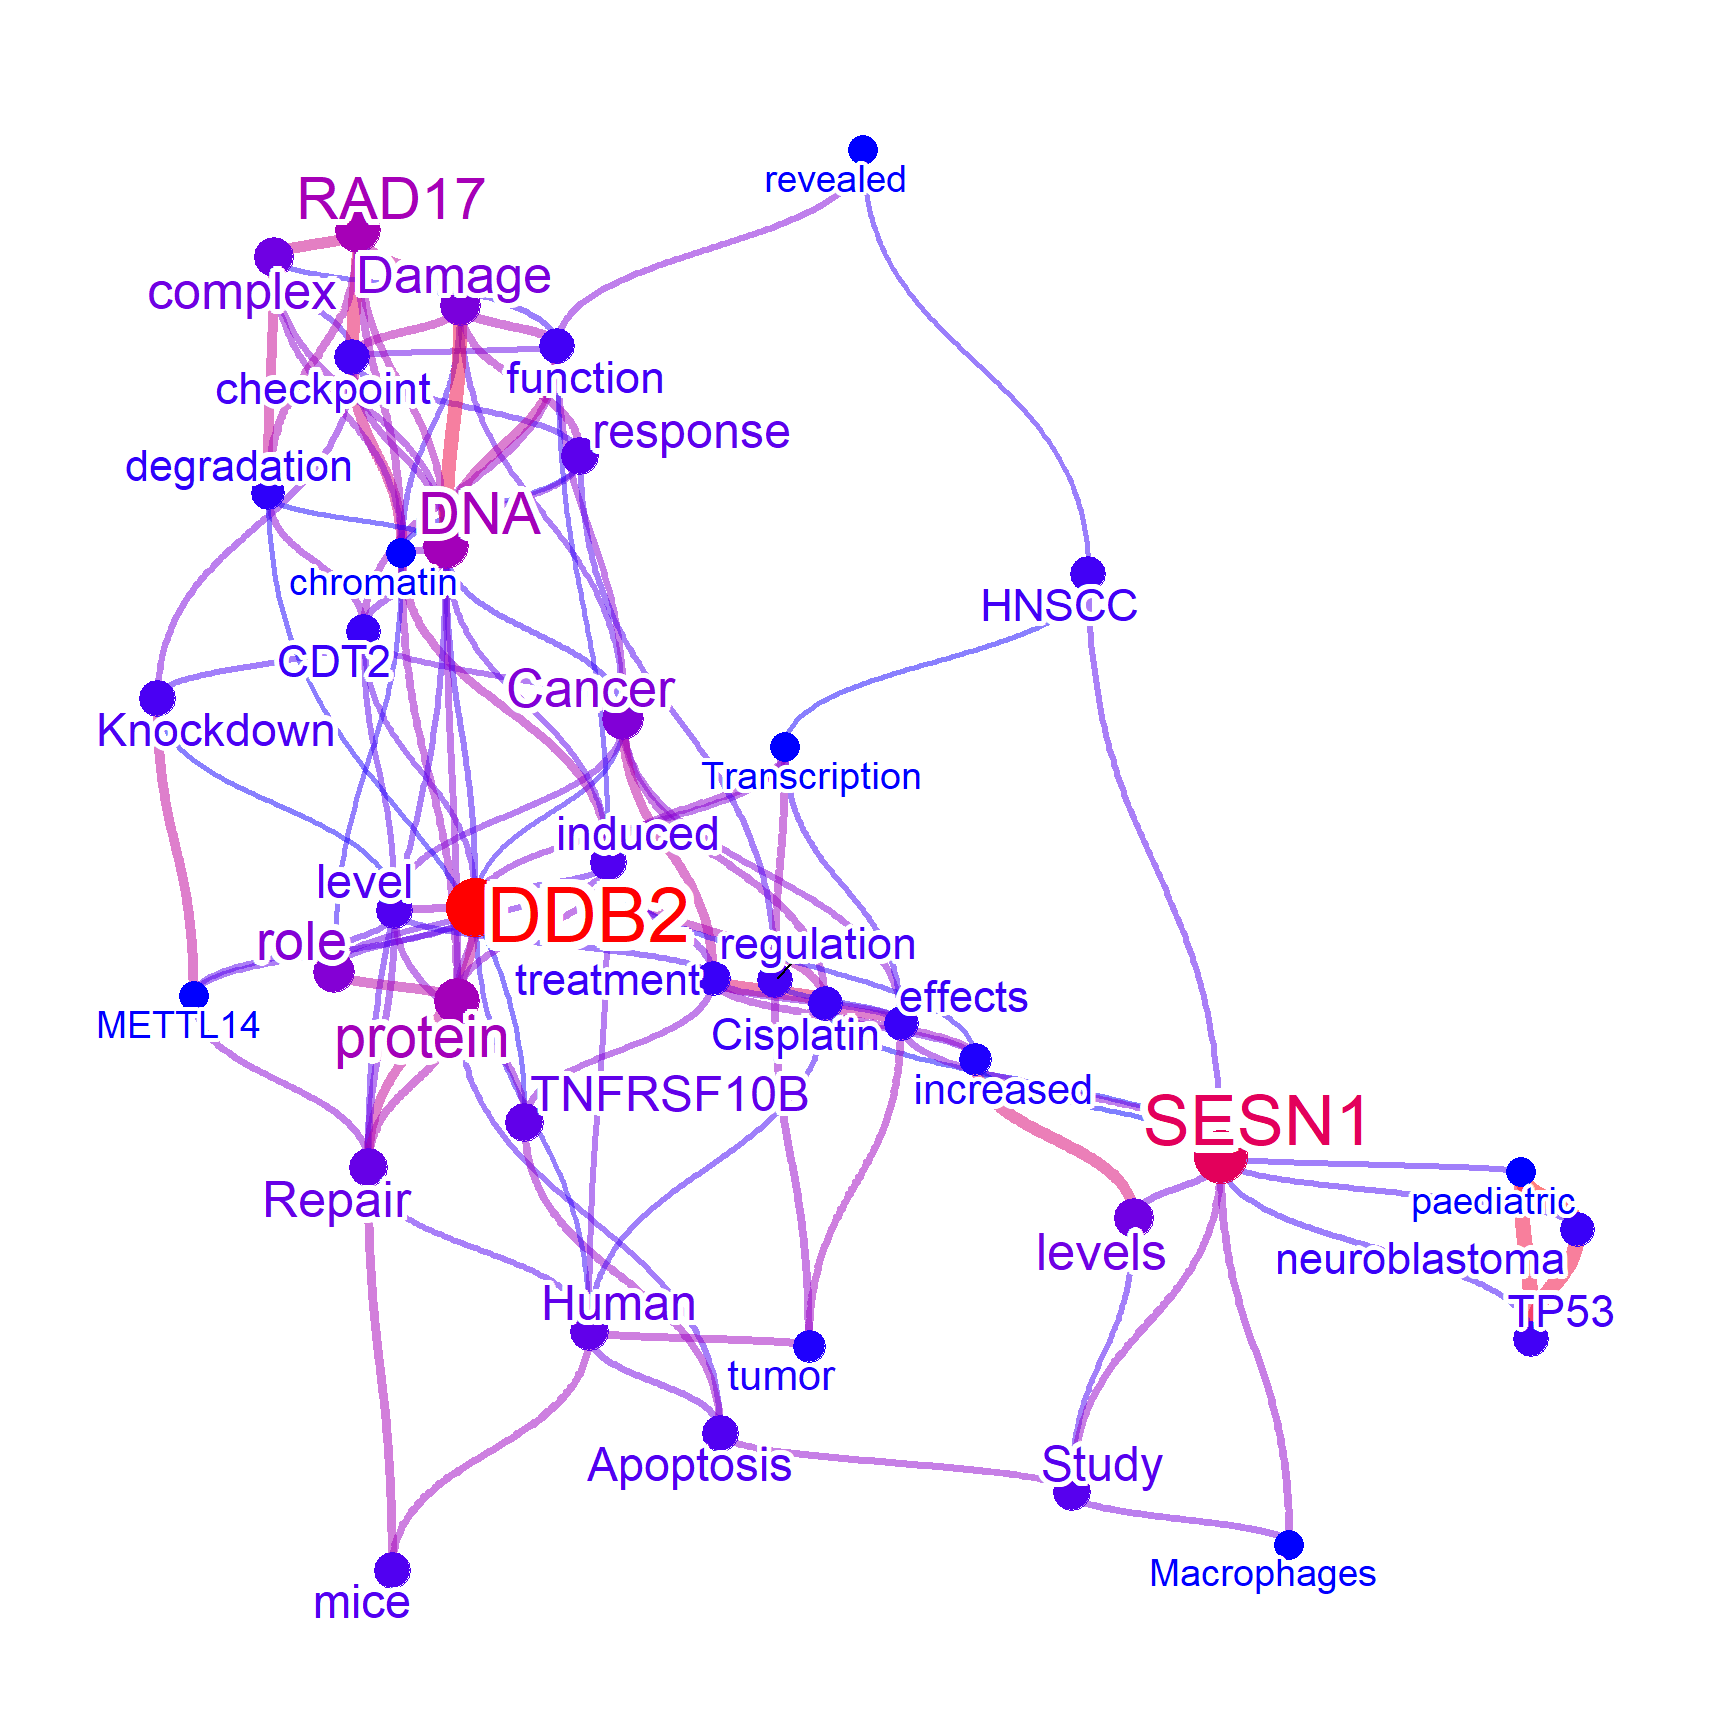 revealed
RAD17
Damage
complex
function
checkpoint
response
degradation
DNA
chromatin
HNSCC
CDT2
Cancer
Knockdown
Transcription
induced
level
DDB2
role
regulation
treatment
effects
METTL14
protein
Cisplatin
increased
TNFRSF10B
SESN1
Repair
paediatric
levels
neuroblastoma
Human
TP53
tumor
Apoptosis
Study
Macrophages
mice